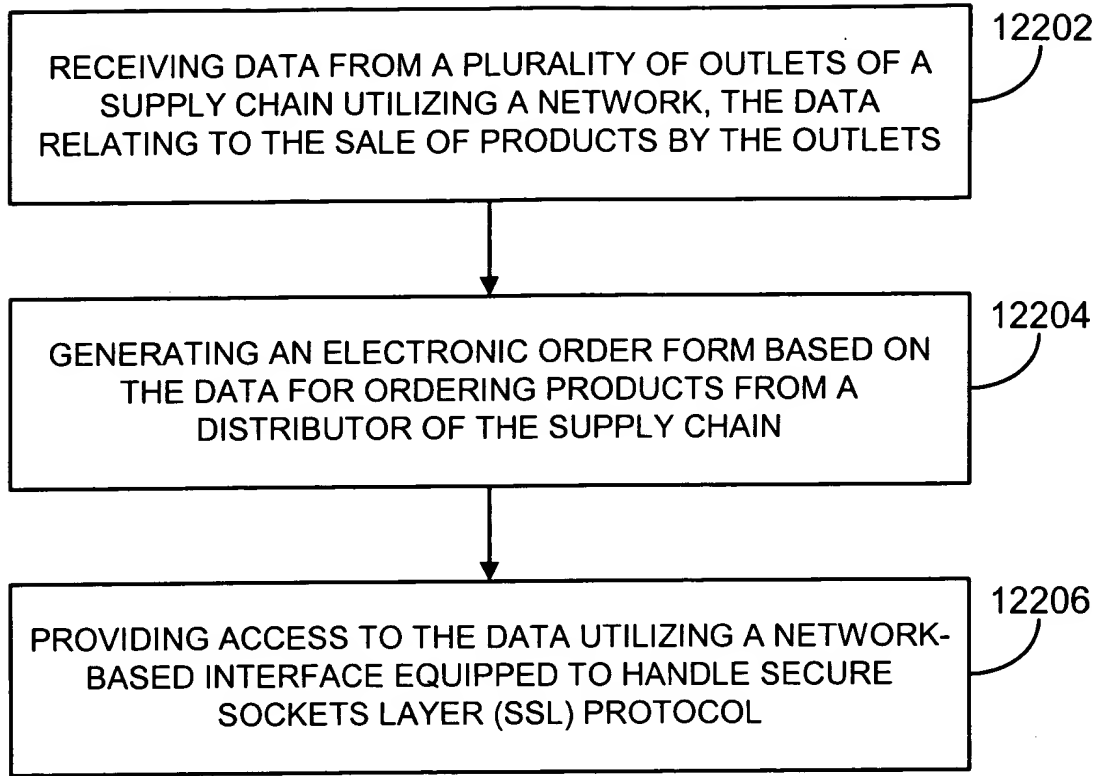 12202
RECEIVING DATA FROM A PLURALITY OF OUTLETS OF A
SUPPLY CHAIN UTILIZING A NETWORK, THE DATA
RELATING TO THE SALE OF PRODUCTS BY THE OUTLETS
12204
GENERATING AN ELECTRONIC ORDER FORM BASED ON
THE DATA FOR ORDERING PRODUCTS FROM A
DISTRIBUTOR OF THE SUPPLY CHAIN
12206
PROVIDING ACCESS TO THE DATA UTILIZING A NETWORK-
BASED INTERFACE EQUIPPED TO HANDLE SECURE
SOCKETS LAYER (SSL) PROTOCOL